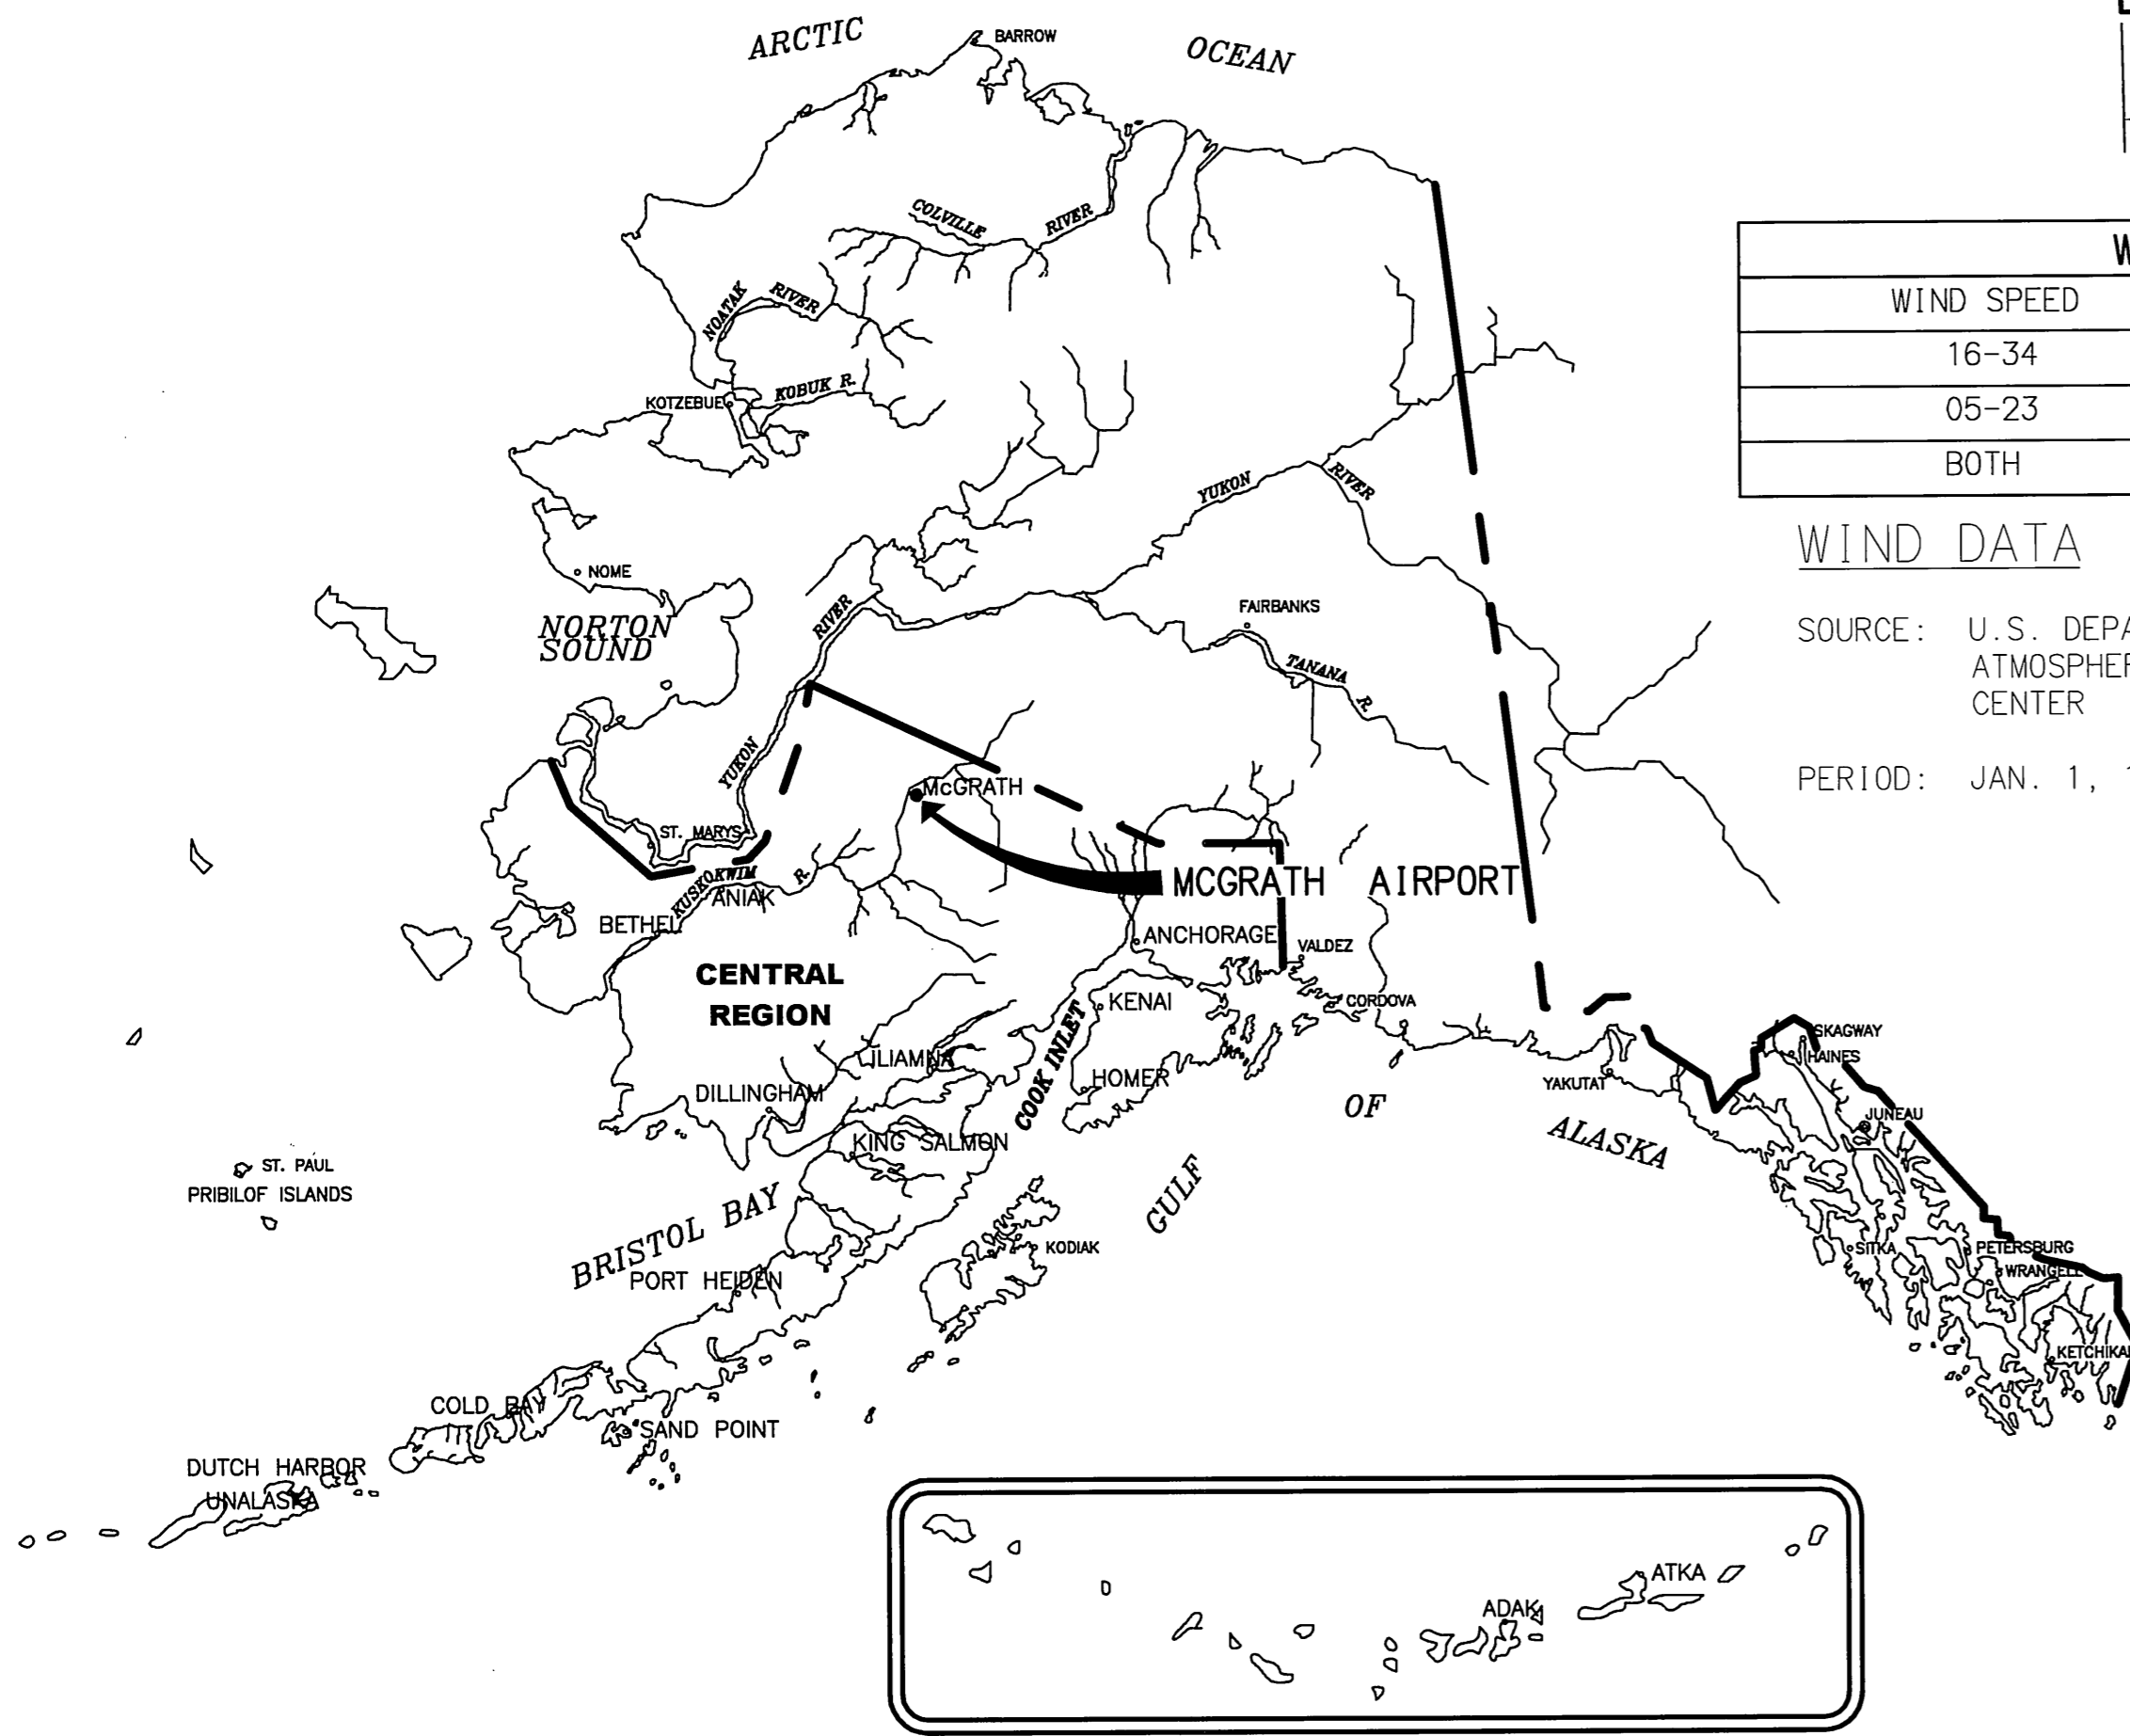 ARCTIC OCEAN
BARROW
COLVILLE RIVER
NOATAK RIVER
KOBUK R.
KOTZEBUE
YUKON RIVER
NOME
NORTON
SOUND
RIVER
FAIRBANKS
TANANA R.
YUKON
McGRATH
ST. MARYS
KUSKOKWIM R.
ANIAK
BETHEL
MCGRATH AIRPORT
ANCHORAGE
VALDEZ
CENTRAL
REGION
KENAI
CORDOVA
COOK INLET
ILIAMNA
HOMER
DILLINGHAM
KING SALMON
SKAGWAY
HAINES
YAKUTAT
JUNEAU
GULF OF ALASKA
ST. PAUL
PRIBILOF ISLANDS
BRISTOL BAY
KODIAK
PORT HEIDEN
SITKA
PETERSBURG
WRANGELL
KETCHIKA
COLD BAY
SAND POINT
DUTCH HARBOR
UNALASKA
ATKA
ADAK
W
WIND SPEED
16-34
05-23
BOTH
WIND DATA
SOURCE: U.S. DEPA
ATMOSPHER
CENTER
PERIOD: JAN. 1, 1